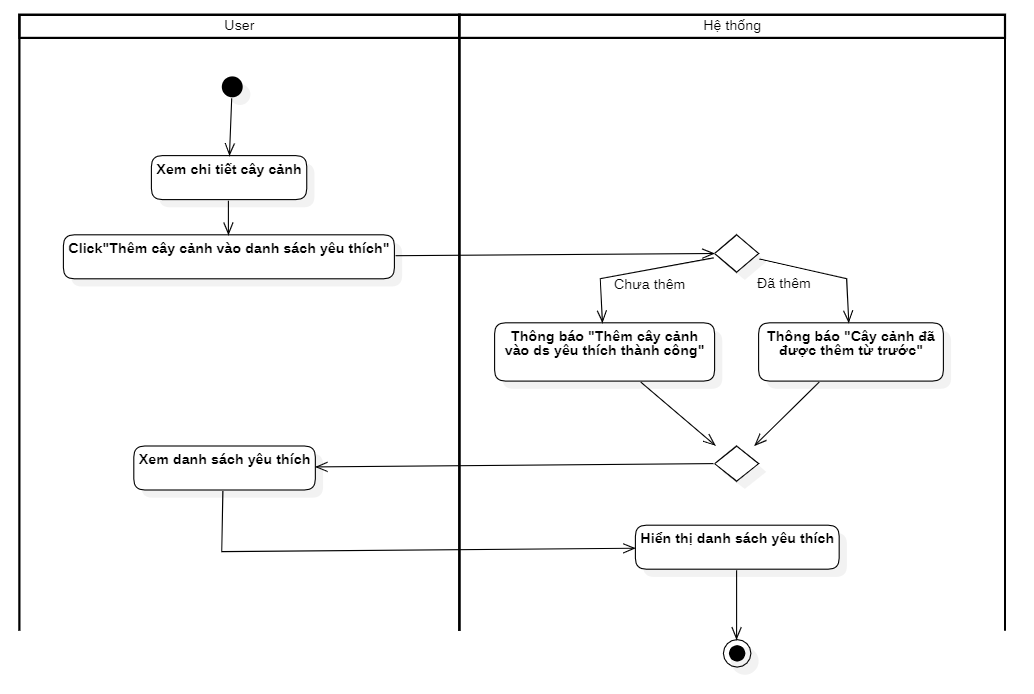 User
Hệ thống
Xem chi tiết cây cảnh
Click"Thêm cây cảnh vào danh sách yêu thích"
Chưa thêm
Đã thêm
Thông báo "Thêm cây cảnh
vào ds yêu thích thành công"
Thông báo "Cây cảnh đã
được thêm từ trước"
Xem danh sách yêu thích
Hiển thị danh sách yêu thích